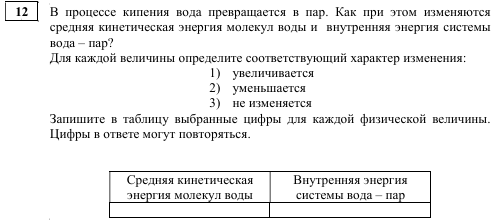 12 В процессе кипения вода превращается в пар. Как при этом изменяются
средняя кинетическая энергия молекул воды и внутренняя энергия системы
вода – пар?
Для каждой величины определите соответствующий характер изменения:
1) увеличивается
2) уменьшается
3) не изменяется
Запишите в таблицу выбранные цифры для каждой физической величины.
Цифры в ответе могут повторяться.
Средняя кинетическая Внутренняя энергия
энергия молекул воды системы вода – пар